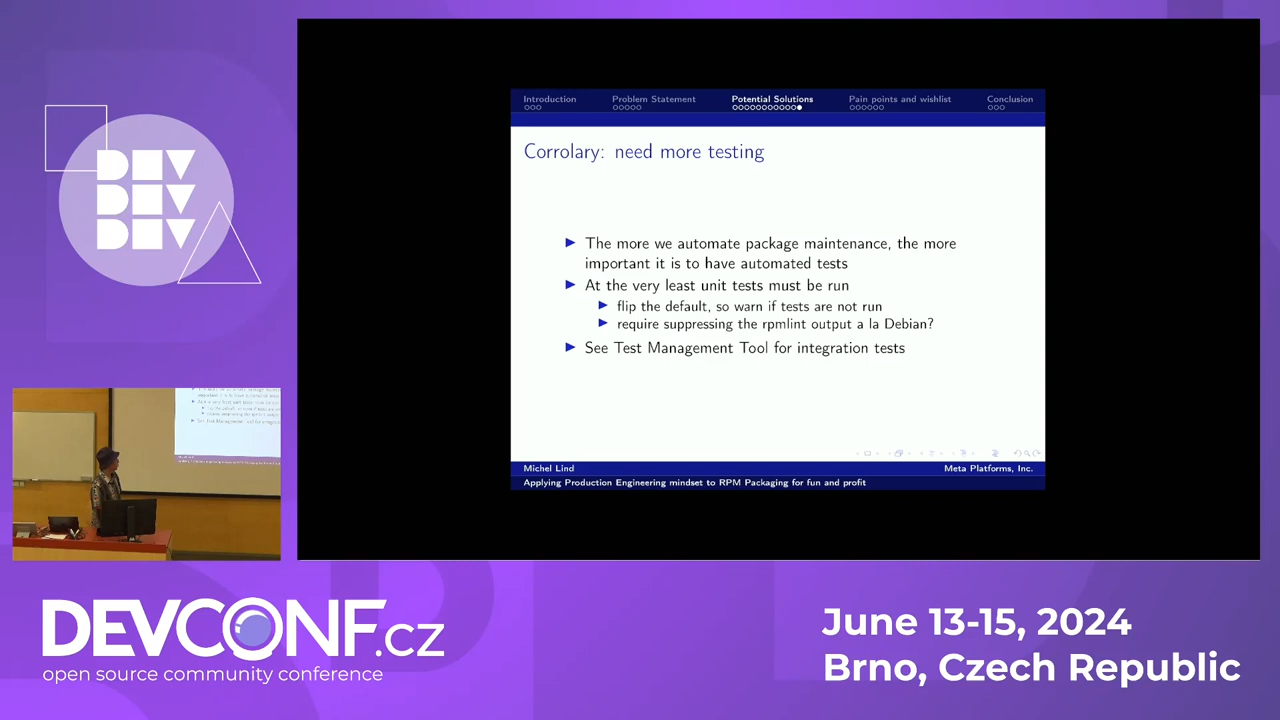 DEV
DEV
DEV
Introduction
Problem Statement
Potential Solutions
Pain points and wishlist
Conclusion
Corrolary: need more testing
The more we automate package maintenance, the more
important it is to have automated tests
At the very least unit tests must be run
flip the default, so warn if tests are not run
require suppressing the rpmlint output a la Debian?
See Test Management Tool for integration tests
Michel Lind
Meta Platforms, Inc.
Applying Production Engineering mindset to RPM Packaging for fun and profit
DEVCONF.cz
open source community conference
June 13-15, 2024
Brno, Czech Republic